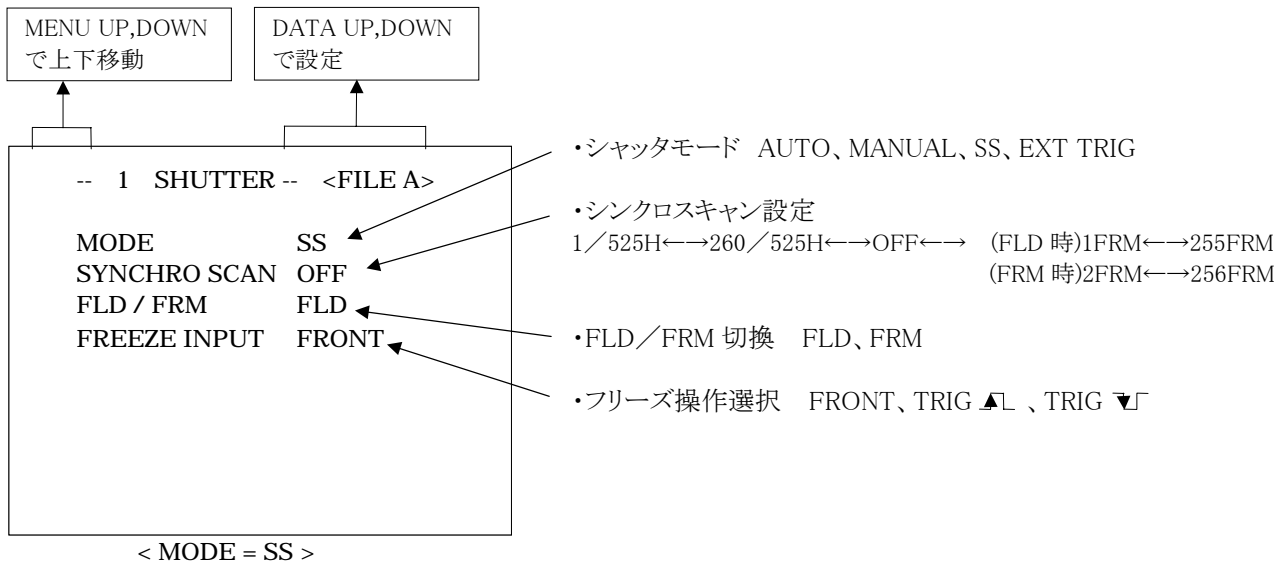 MENU UP,DOWN
で上下移動
DATA UP,DOWN
で設定
-- 1 SHUTTER -- <FILE A>
MODE SS
SYNCHRO SCAN OFF
FLD / FRM FLD
FREEZE INPUT FRONT
・シャッタモード AUTO、MANUAL、SS、EXT TRIG
・シンクロスキャン設定
1／525H←→260／525H←→OFF←→ (FLD 時)1FRM←→255FRM
(FRM 時)2FRM←→256FRM
・FLD／FRM 切換 FLD、FRM
・フリーズ操作選択 FRONT、TRIG 、TRIG
< MODE = SS >